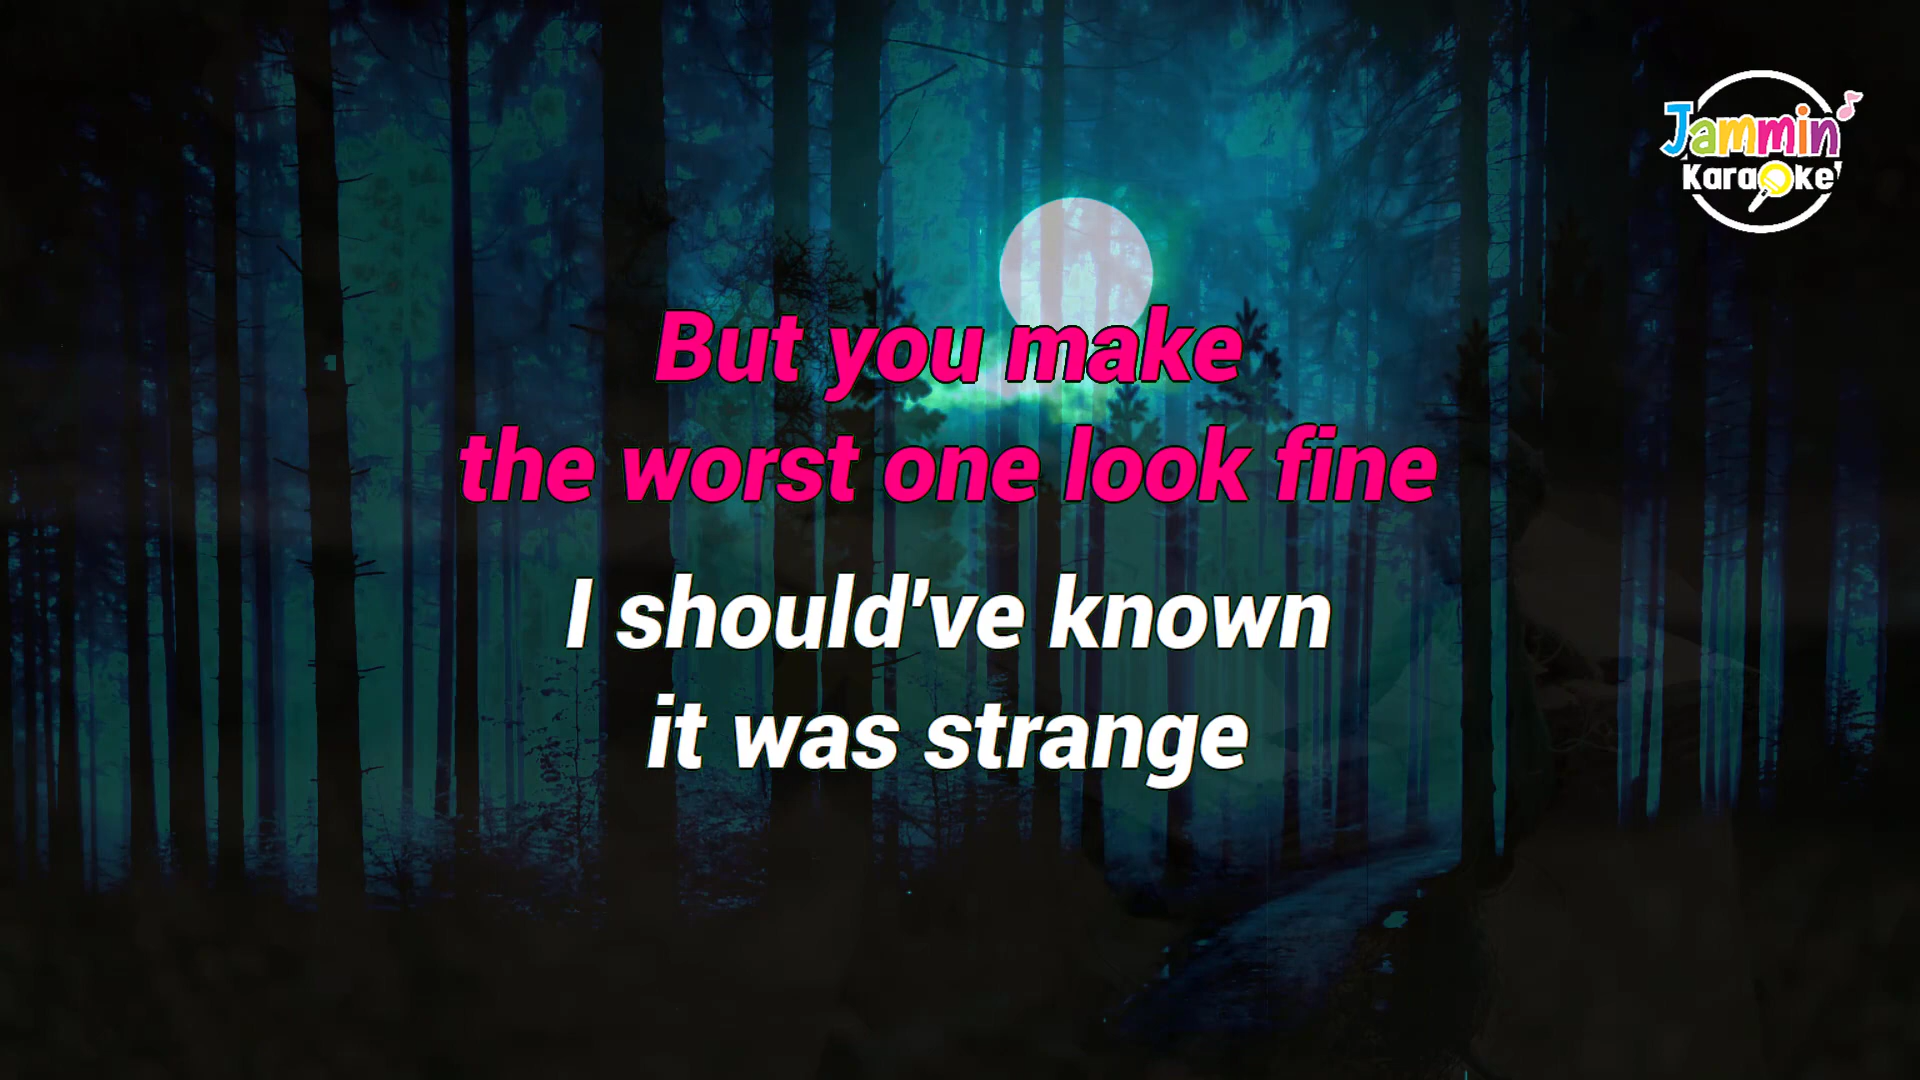 Jammin'
Karaoke
But you make
the worst one look fine
I should've known
it was strange